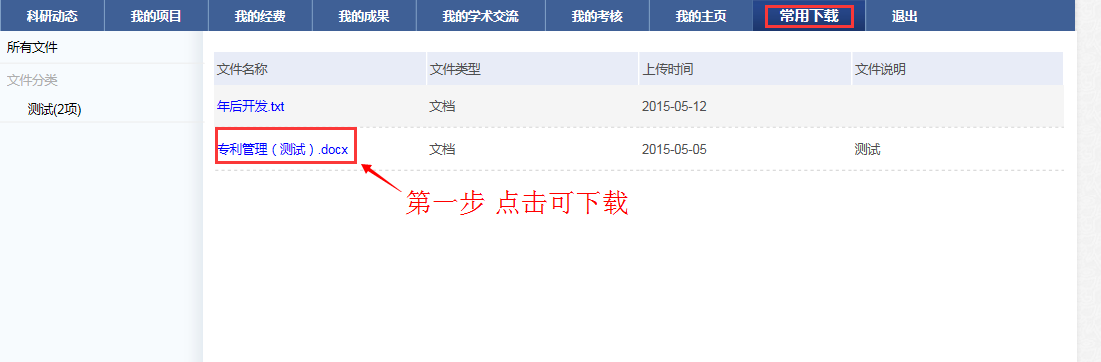 科研动态 我的项目 我的经费 我的成果 我的学术交流 我的考核 我的主页 常用下载 退出
所有文件
文件分类
测试(2项)
文件名称 文件类型 上传时间 文件说明
年后开发.txt 文档 2015-05-12
专利管理（测试）.docx 文档 2015-05-05 测试
第一步 点击可下载